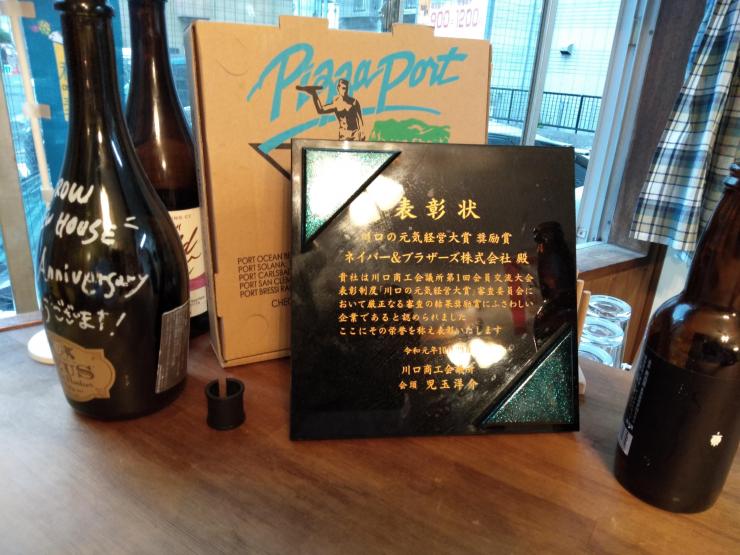 900-1200
Pizza Port
PORT SOLANA
PORT CARLSBAD
PORT SAN CLEM
PORT BRESSI RA
HOUSE
Anniversary
ございます!
表彰状
川口の元気経営大賞 奨励賞
ネイバー&ブラザーズ株式会社 殿
貴社は川口商工会議所第1回会員交流大会
表彰制度「川口の元気経営大賞」審査委員会に
おいて厳正なる審査の結果奨励賞にふさわしい
企業であると認められました
ここにその栄誉を称え表彰いたします
令和元年10
川口商工会議所
会頭 児玉洋介